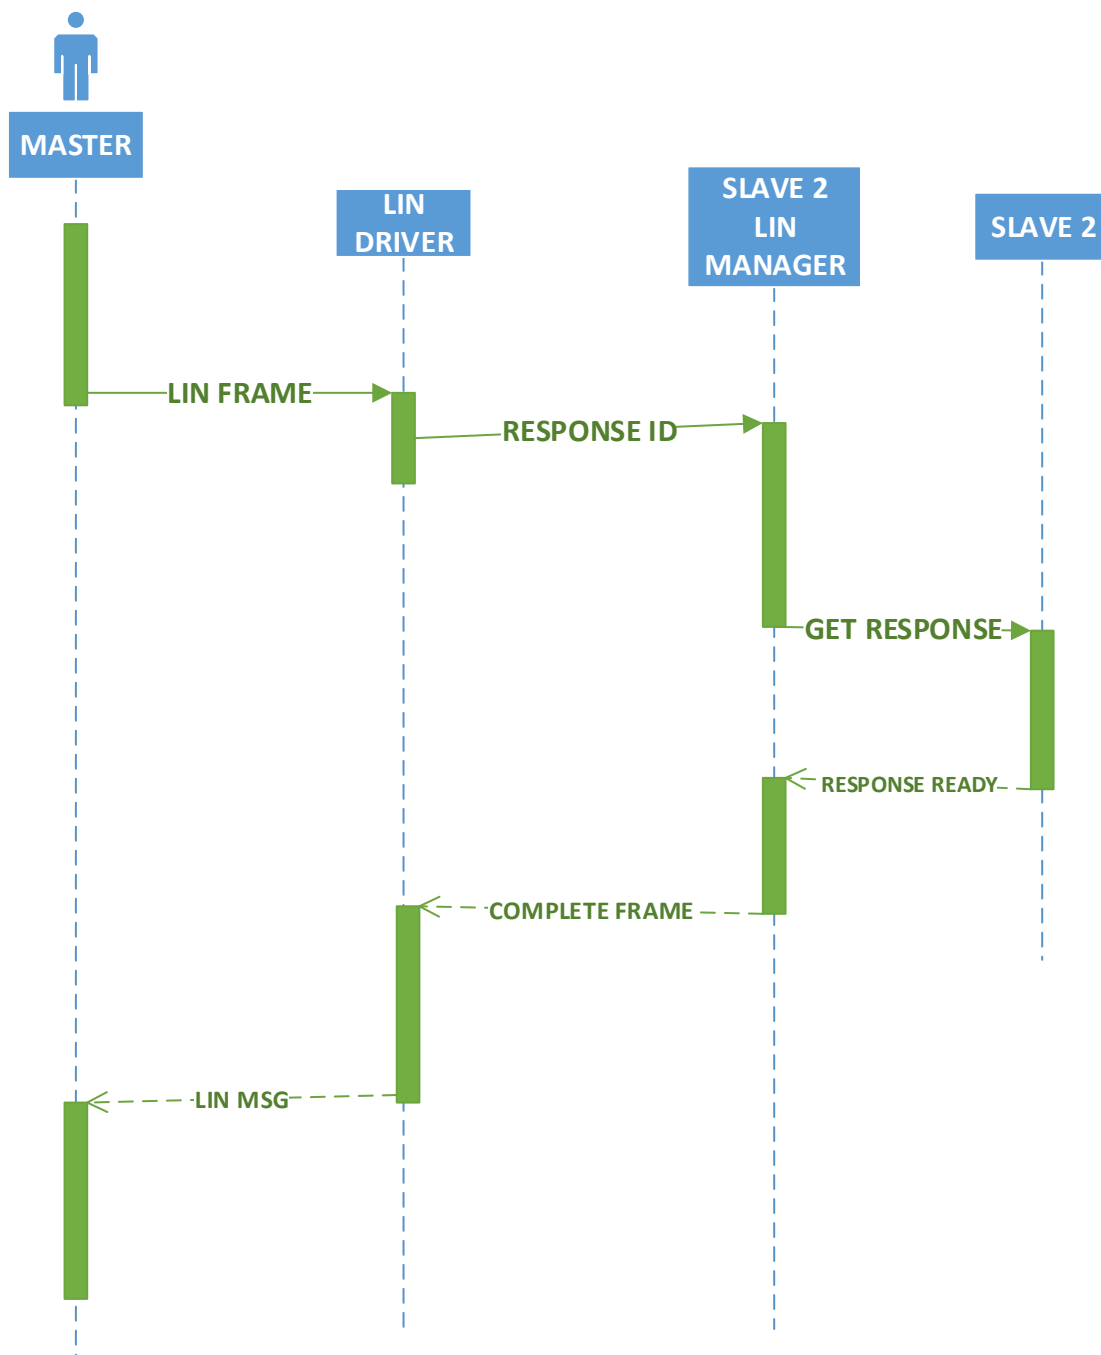 MASTER
LIN
DRIVER
SLAVE 2
LIN
MANAGER
SLAVE 2
LIN FRAME
RESPONSE ID
GET RESPONSE
RESPONSE READY
COMPLETE FRAME
LIN MSG